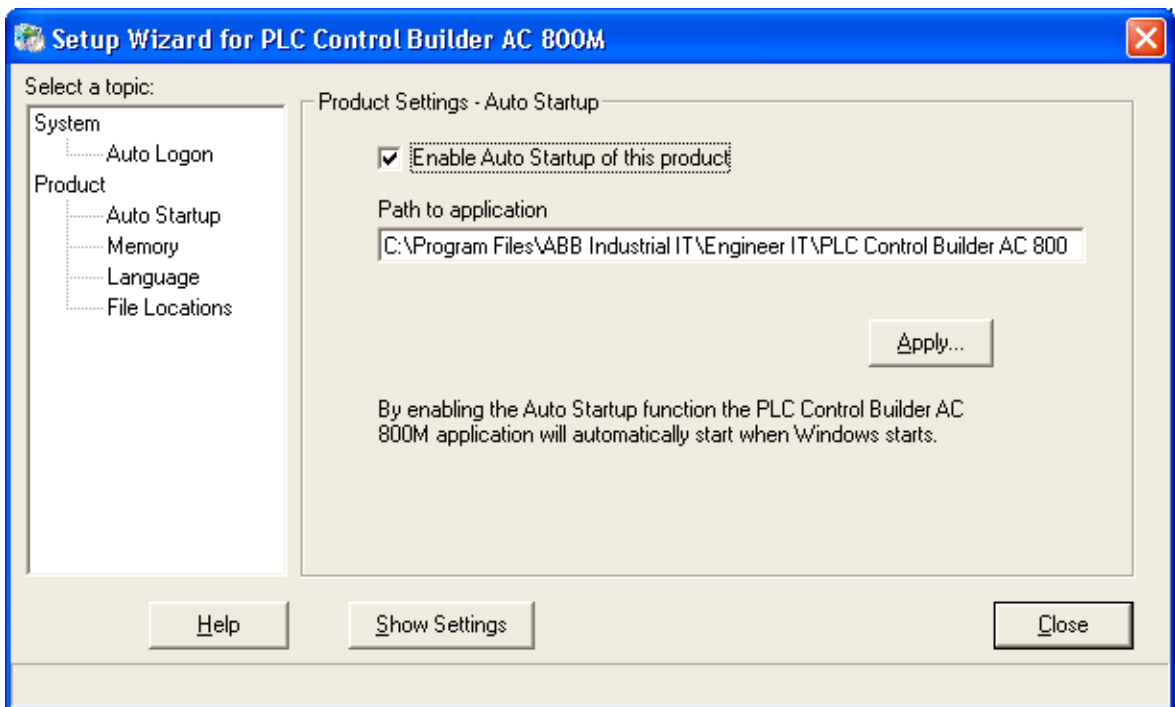 Setup Wizard for PLC Control Builder AC 800M
Select a topic:
System
Auto Logon
Product
Auto Startup
Memory
Language
File Locations
Product Settings - Auto Startup
Enable Auto Startup of this product
Path to application
C:\Program Files\ABB Industrial IT\Engineer IT\PLC Control Builder AC 800
Apply...
By enabling the Auto Startup function the PLC Control Builder AC
800M application will automatically start when Windows starts.
Help
Show Settings
Close